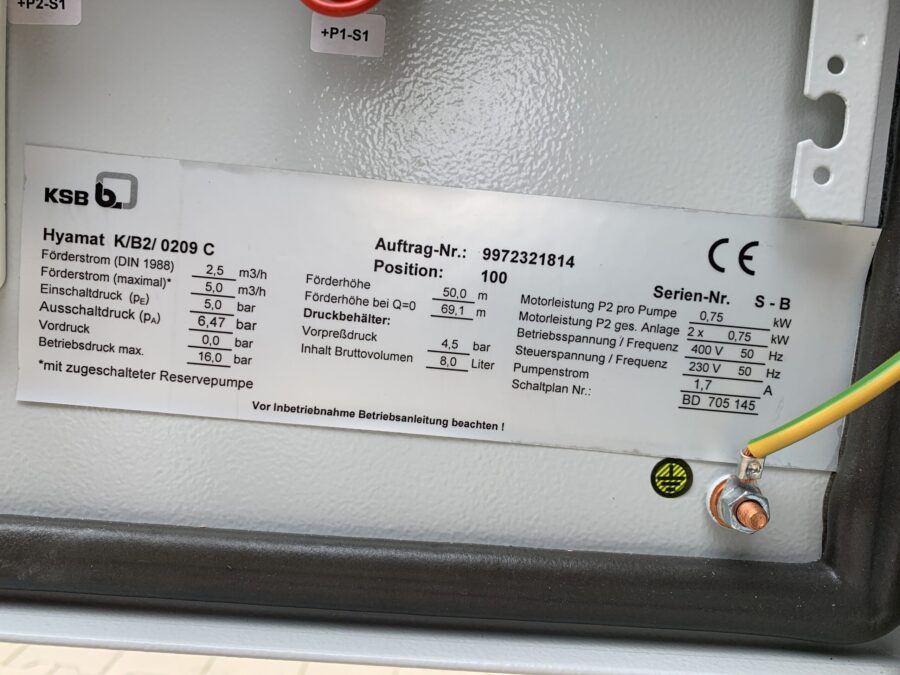 +P2-S1
+P1-S1
KSB b.
Hyamat K/B2/ 0209 C
Förderstrom (DIN 1988) 2,5 m3/h
Förderstrom (maximal)* 5,0 m3/h
Einschaltdruck (pE) 5,0 bar
Ausschaltdruck (pA) 6,47 bar
Vordruck 0,0 bar
Betriebsdruck max. 16,0 bar
*mit zugeschalteter Reservepumpe
Auftrag-Nr.: 9972321814
Position: 100
Förderhöhe 50,0 m
Förderhöhe bei Q=0 69,1 m
Druckbehälter:
Vorpreßdruck 4,5 bar
Inhalt Bruttovolumen 8,0 Liter
CE
Serien-Nr. S - B
Motorleistung P2 pro Pumpe 0,75 kW
Motorleistung P2 ges. Anlage 2 x 0,75 kW
Betriebsspannung / Frequenz 400 V 50 Hz
Steuerspannung / Frequenz 230 V 50 Hz
Pumpenstrom 1,7 A
Schaltplan Nr.: BD 705 145
Vor Inbetriebnahme Betriebsanleitung beachten !